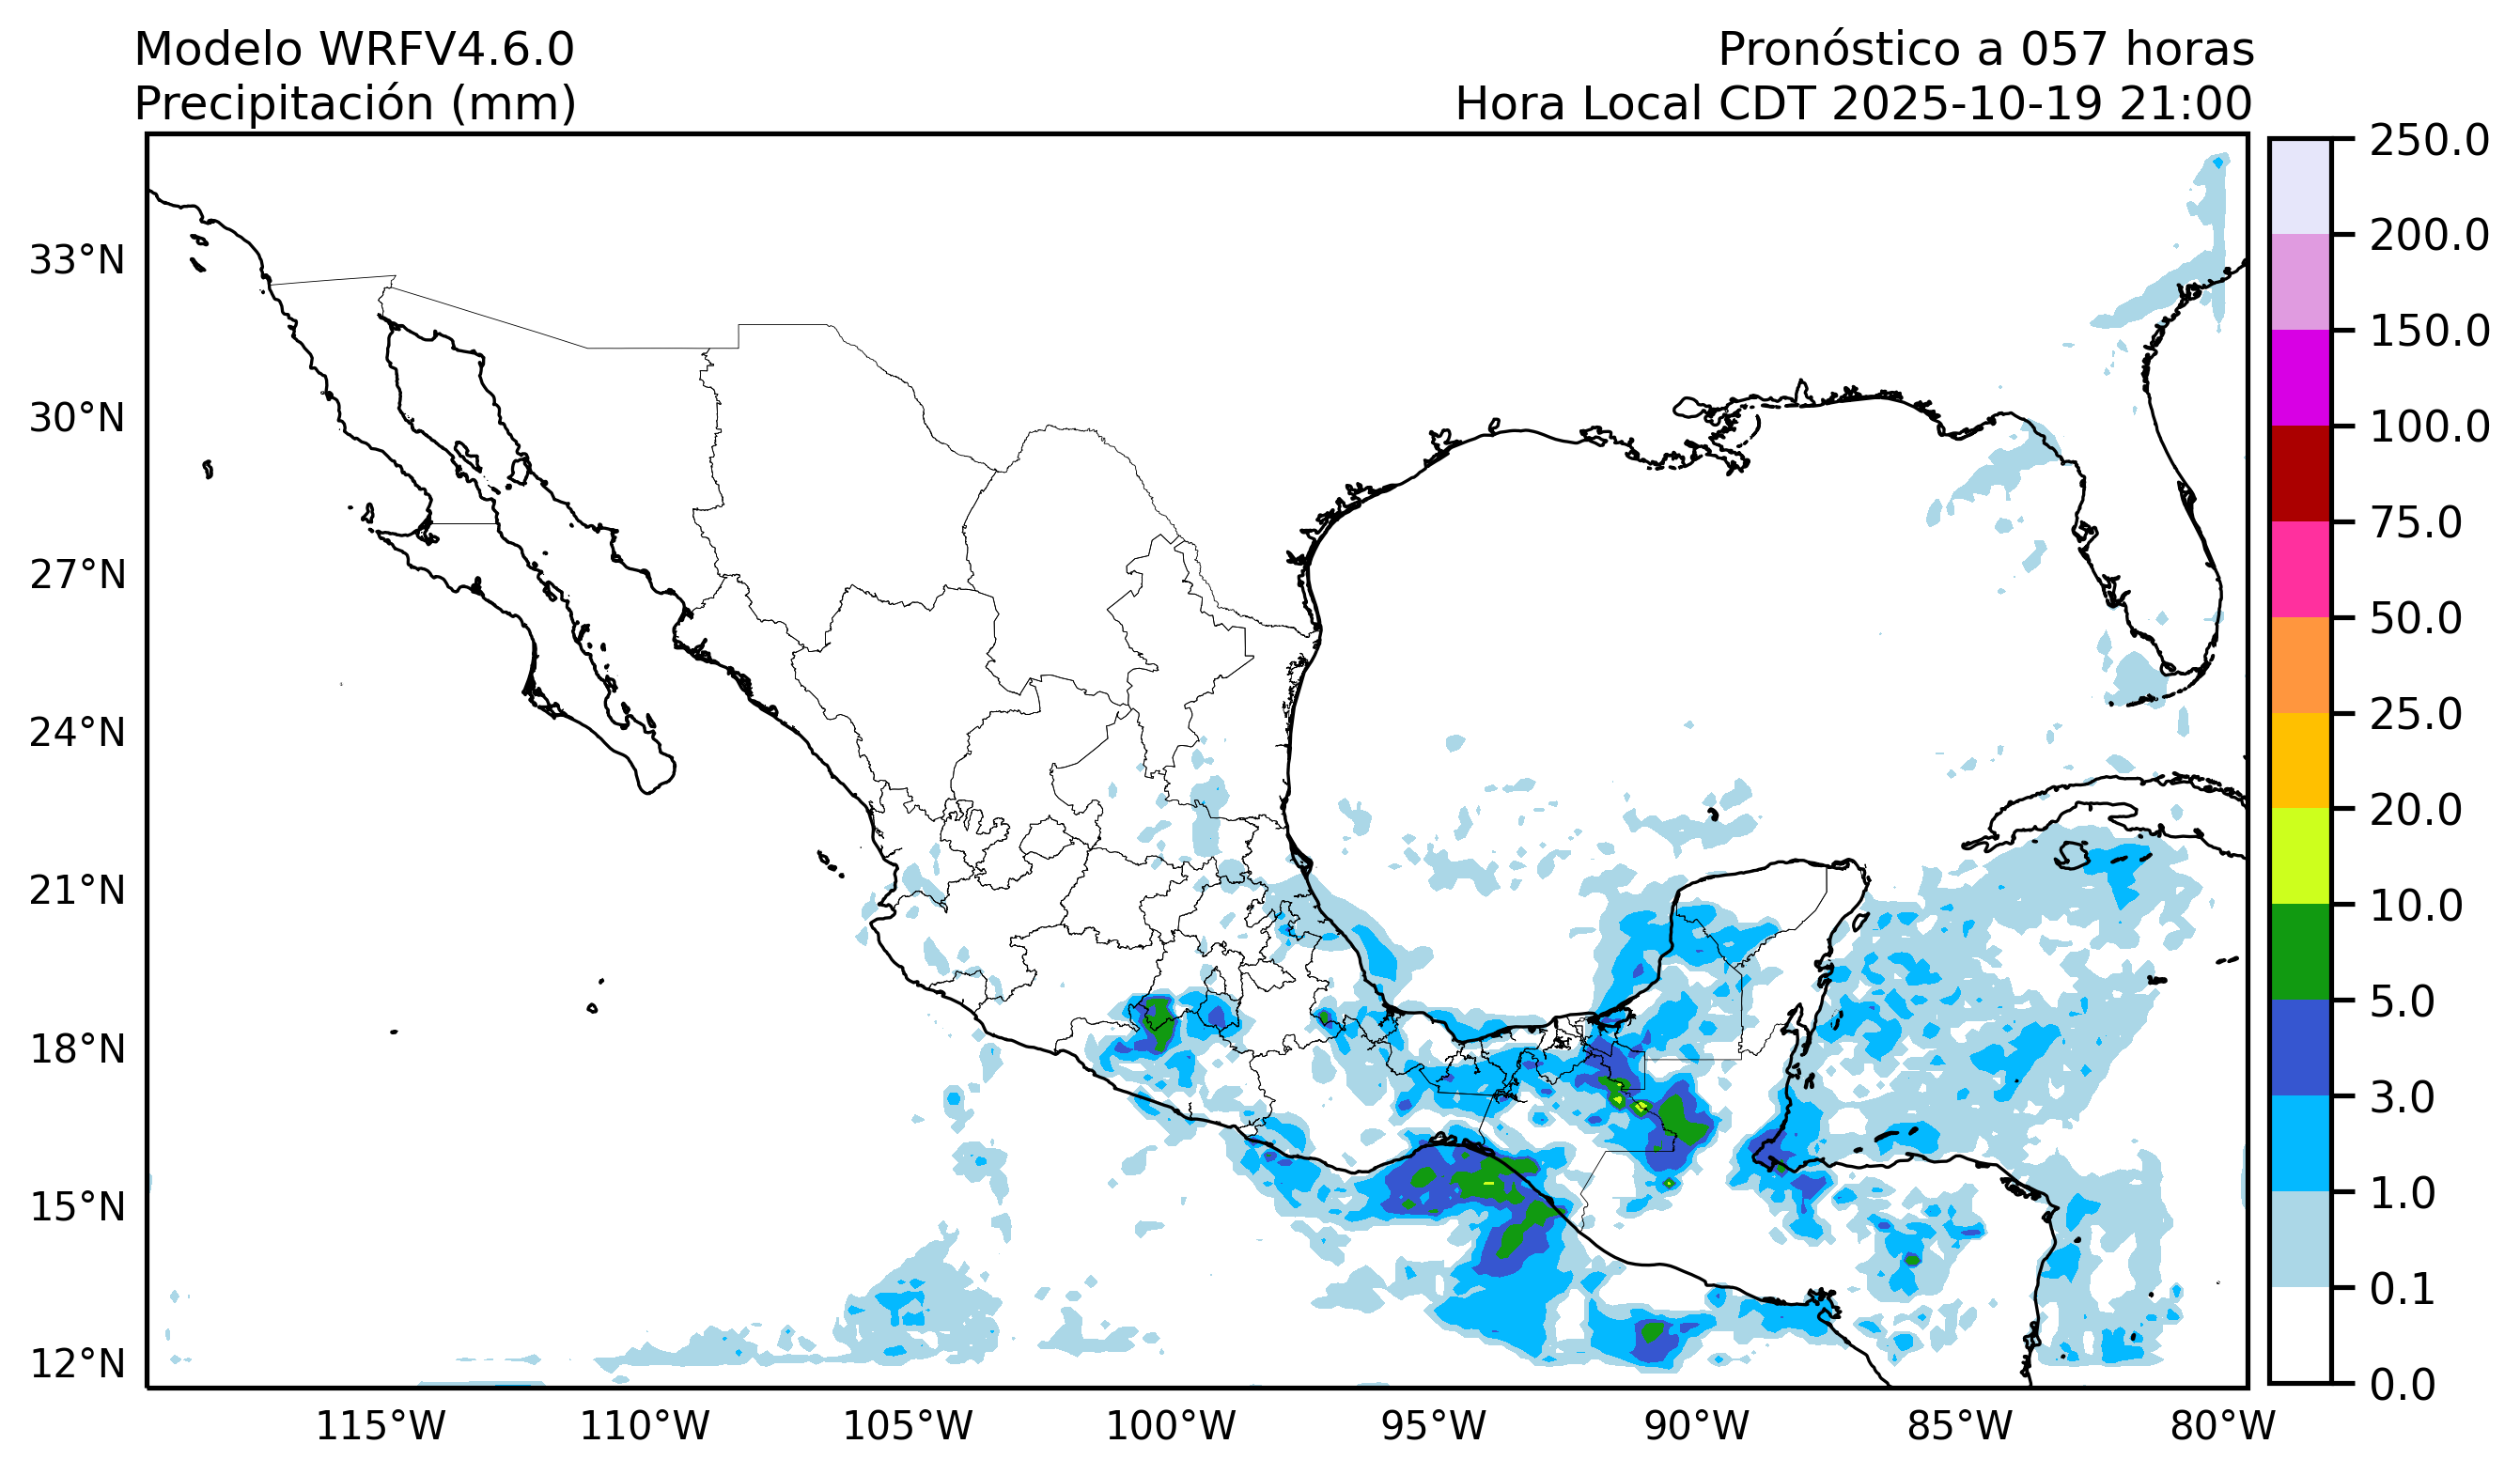 Modelo WRFV4.6.0
Precipitación (mm)
Pronóstico a 057 horas
Hora Local CDT 2025-10-19 21:00
33°N
30°N
27°N
24°N
21°N
18°N
15°N
12°N
115°W
110°W
105°W
100°W
95°W
90°W
85°W
80°W
250.0
200.0
150.0
100.0
75.0
50.0
25.0
20.0
10.0
5.0
3.0
1.0
0.1
0.0